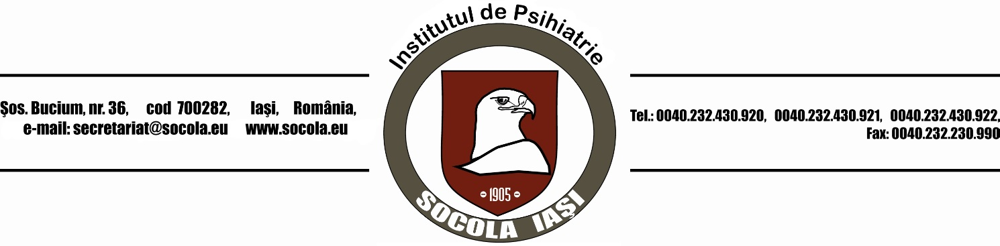 Şos. Bucium, nr. 36, cod 700282, Iaşi, România,
e-mail: secretariat@socola.eu www.socola.eu
Institutul de Psihiatrie
1905
SOCOLA IAŞI
Tel.: 0040.232.430.920, 0040.232.430.921, 0040.232.430.922,
Fax: 0040.232.230.990